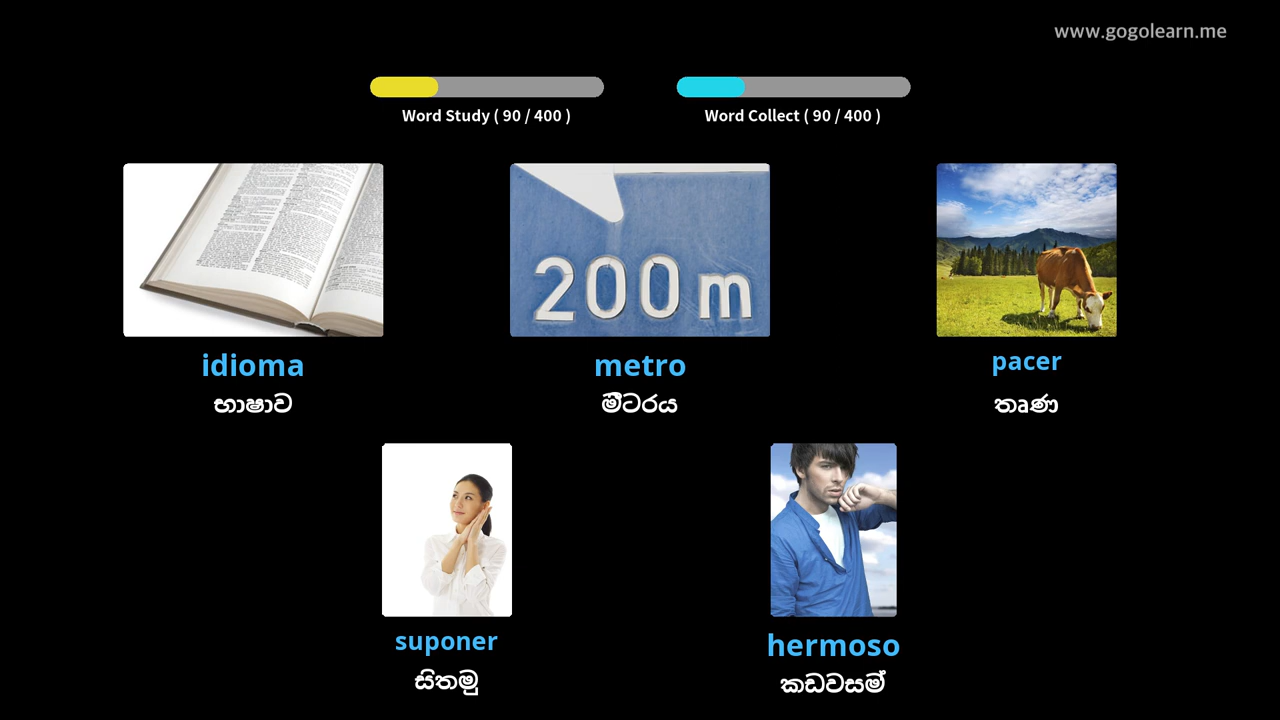 www.gogolearn.me
Word Study ( 90 / 400 )
Word Collect ( 90 / 400 )
200 m
idioma
භාෂාව
metro
මීටරය
pacer
තෘණ
suponer
සිතමු
hermoso
කඩවසම්